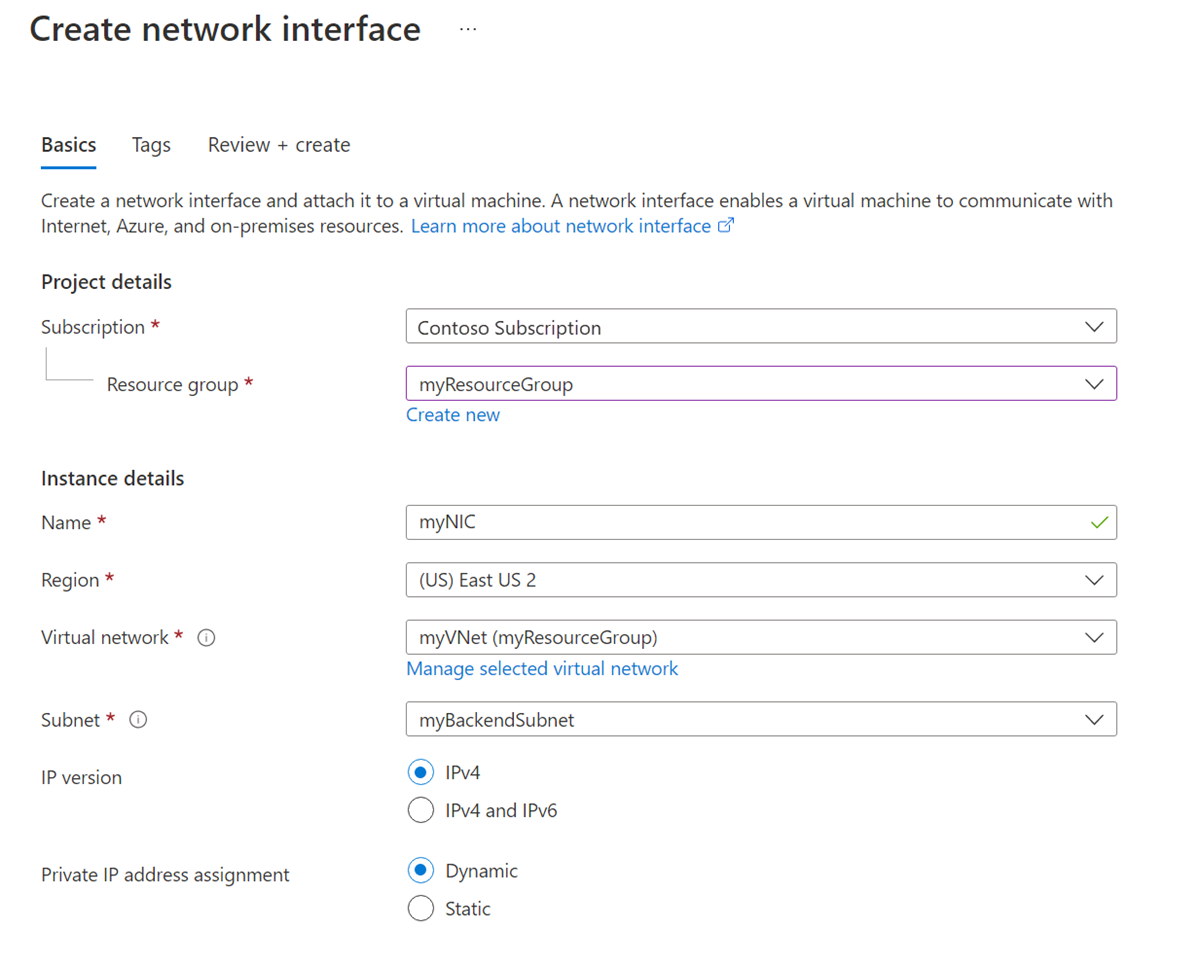 Create network interface ...
Basics Tags Review + create
Create a network interface and attach it to a virtual machine. A network interface enables a virtual machine to communicate with
Internet, Azure, and on-premises resources. Learn more about network interface
Project details
Subscription * Contoso Subscription
Resource group * myResourceGroup
Create new
Instance details
Name * myNIC
Region * (US) East US 2
Virtual network * myVNet (myResourceGroup)
Manage selected virtual network
Subnet * myBackendSubnet
IP version IPv4
IPv4 and IPv6
Private IP address assignment Dynamic
Static